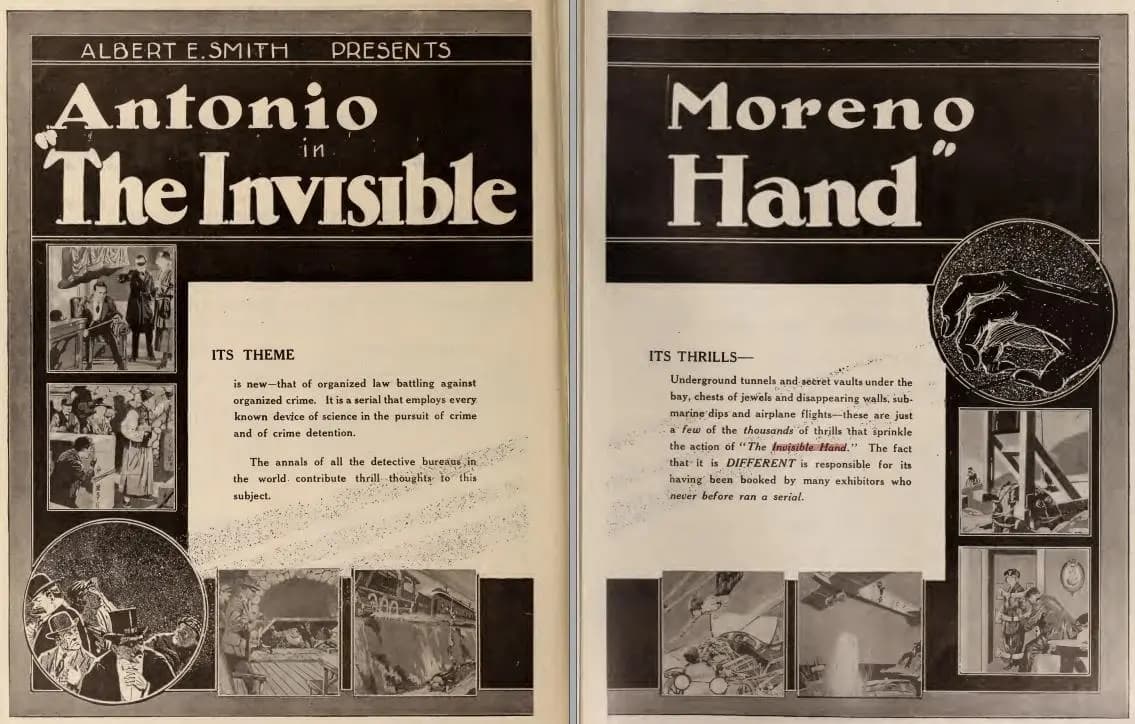 ALBERT E. SMITH PRESENTS
Antonio
in
"The Invisible
ITS THEME
is new—that of organized law battling against
organized crime. It is a serial that employs every
known device of science in the pursuit of crime
and of crime detention.
The annals of all the detective bureaus in
the world contribute thrill thoughts to this
subject.
Moreno
Hand"
ITS THRILLS—
Underground tunnels and secret vaults under the
bay, chests of jewels and disappearing walls, sub-
marine dips and airplane flights—these are just
a few of the thousands of thrills that sprinkle
the action of "The Invisible Hand." The fact
that it is DIFFERENT is responsible for its
having been booked by many exhibitors who
never before ran a serial.